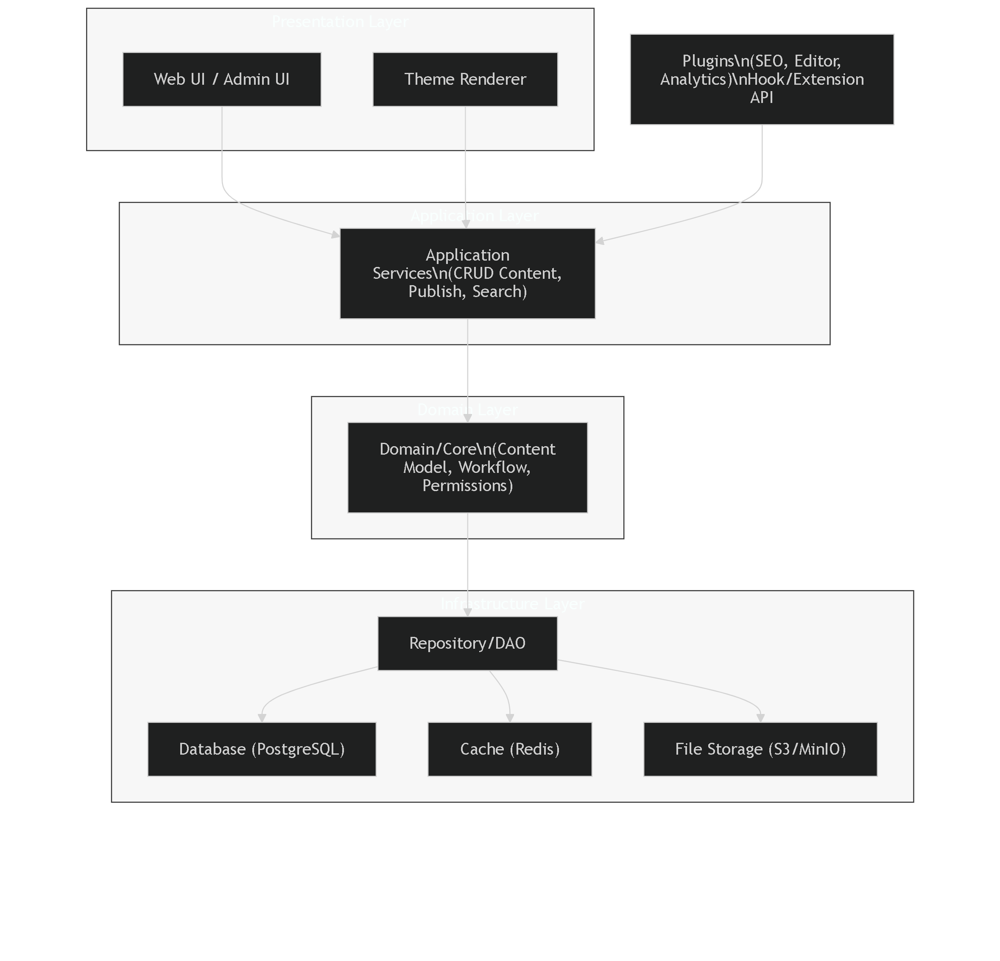 Presentation Layer
Web UI / Admin UI
Theme Renderer
Plugins\n(SEO, Editor,
Analytics)\nHook/Extension
API
Application Layer
Application
Services\n(CRUD Content,
Publish, Search)
Domain Layer
Domain/Core\n(Content
Model, Workflow,
Permissions)
Infrastructure Layer
Repository/DAO
Database (PostgreSQL)
Cache (Redis)
File Storage (S3/MinIO)